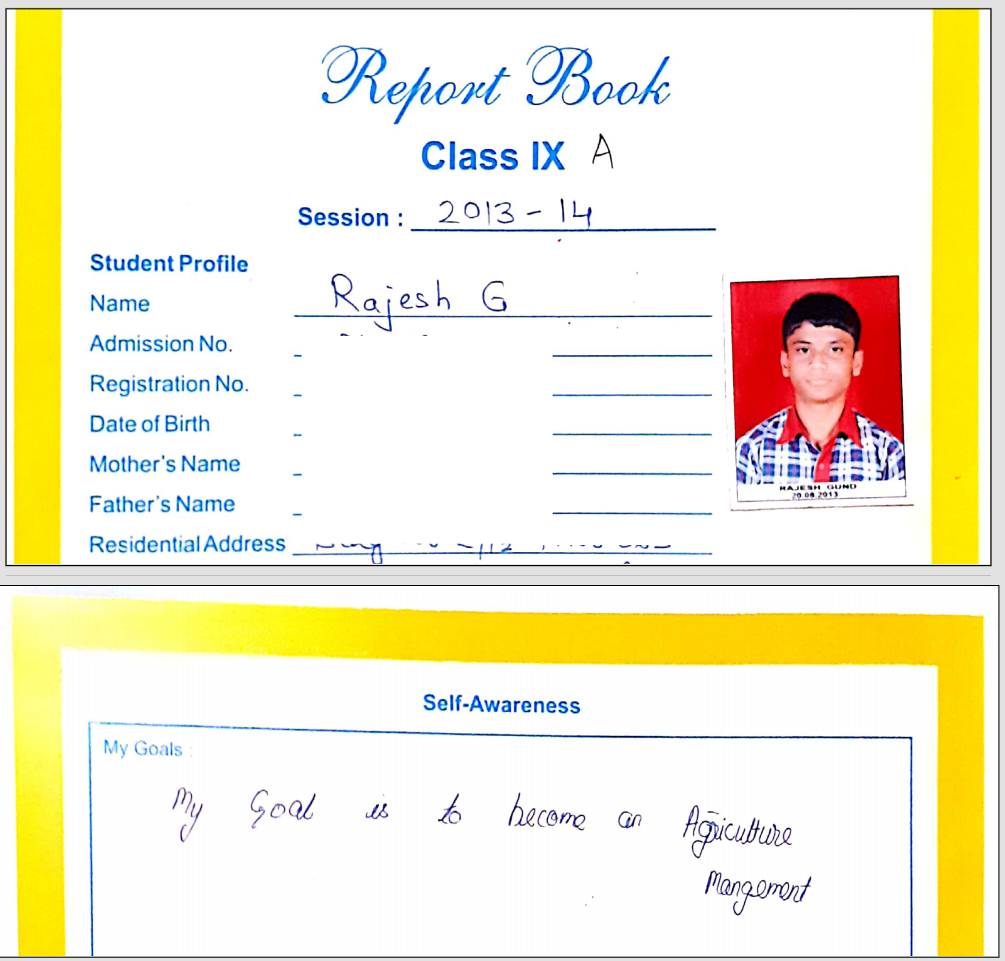 Report Book
Class IX A
Session : 2013 - 14
Student Profile
Name Rajesh G
Admission No.
Registration No.
Date of Birth
Mother's Name
Father's Name
Residential Address
RAJESH GUND
20.08.2013
Self-Awareness
My Goals :
My Goal is to become an Agriculture
Mangement